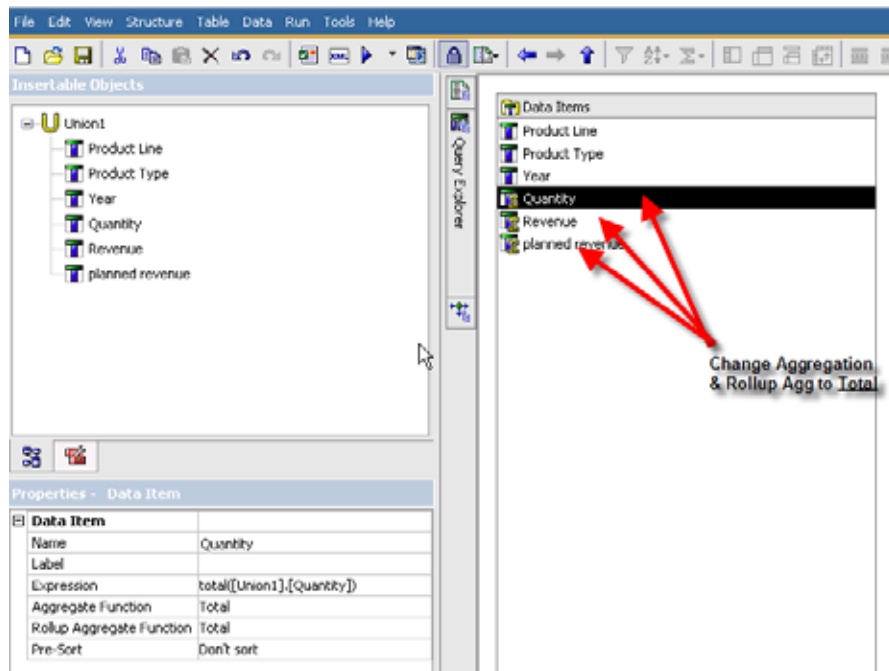 File Edit View Structure Table Data Run Tools Help
Insertable Objects
Union1
Product Line
Product Type
Year
Quantity
Revenue
planned revenue
Query Explorer
Data Items
Product Line
Product Type
Year
Quantity
Revenue
planned revenue
Change Aggregation
& Rollup Agg to Total
Properties - Data Item
Data Item
Name Quantity
Label
Expression total([Union1].[Quantity])
Aggregate Function Total
Rollup Aggregate Function Total
Pre-Sort Don't sort